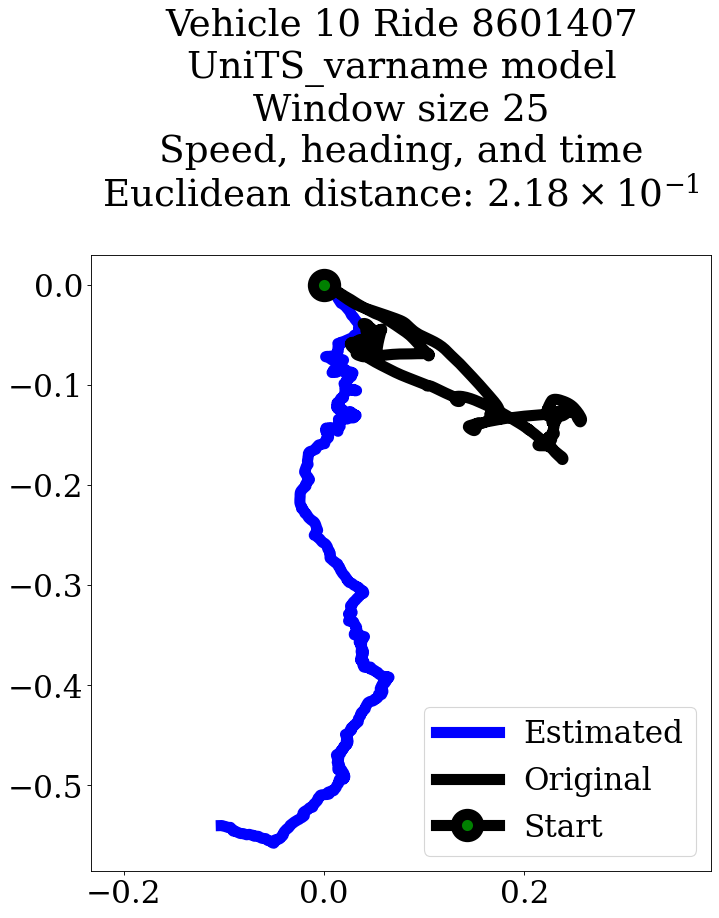 Vehicle 10 Ride 8601407
UniTS_varname model
Window size 25
Speed, heading, and time
Euclidean distance: 2.18 × 10⁻¹
0.0
−0.1
−0.2
−0.3
−0.4
−0.5
Estimated
Original
Start
−0.2 0.0 0.2